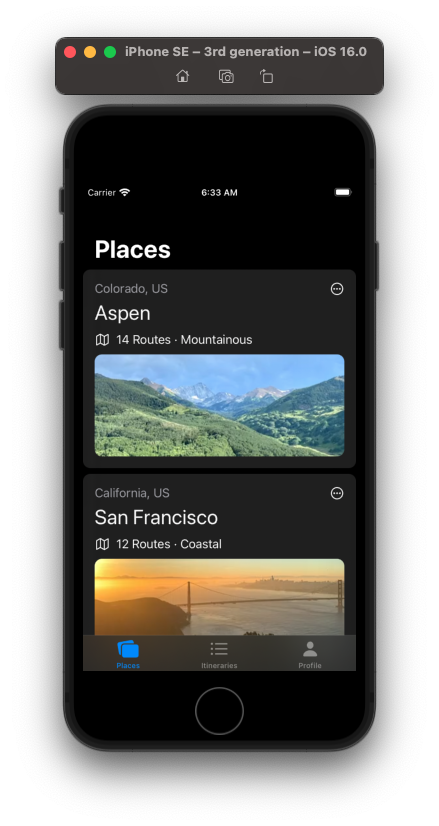 iPhone SE – 3rd generation – iOS 16.0
Carrier
6:33 AM
Places
Colorado, US
Aspen
14 Routes · Mountainous
California, US
San Francisco
12 Routes · Coastal
Places
Itineraries
Profile